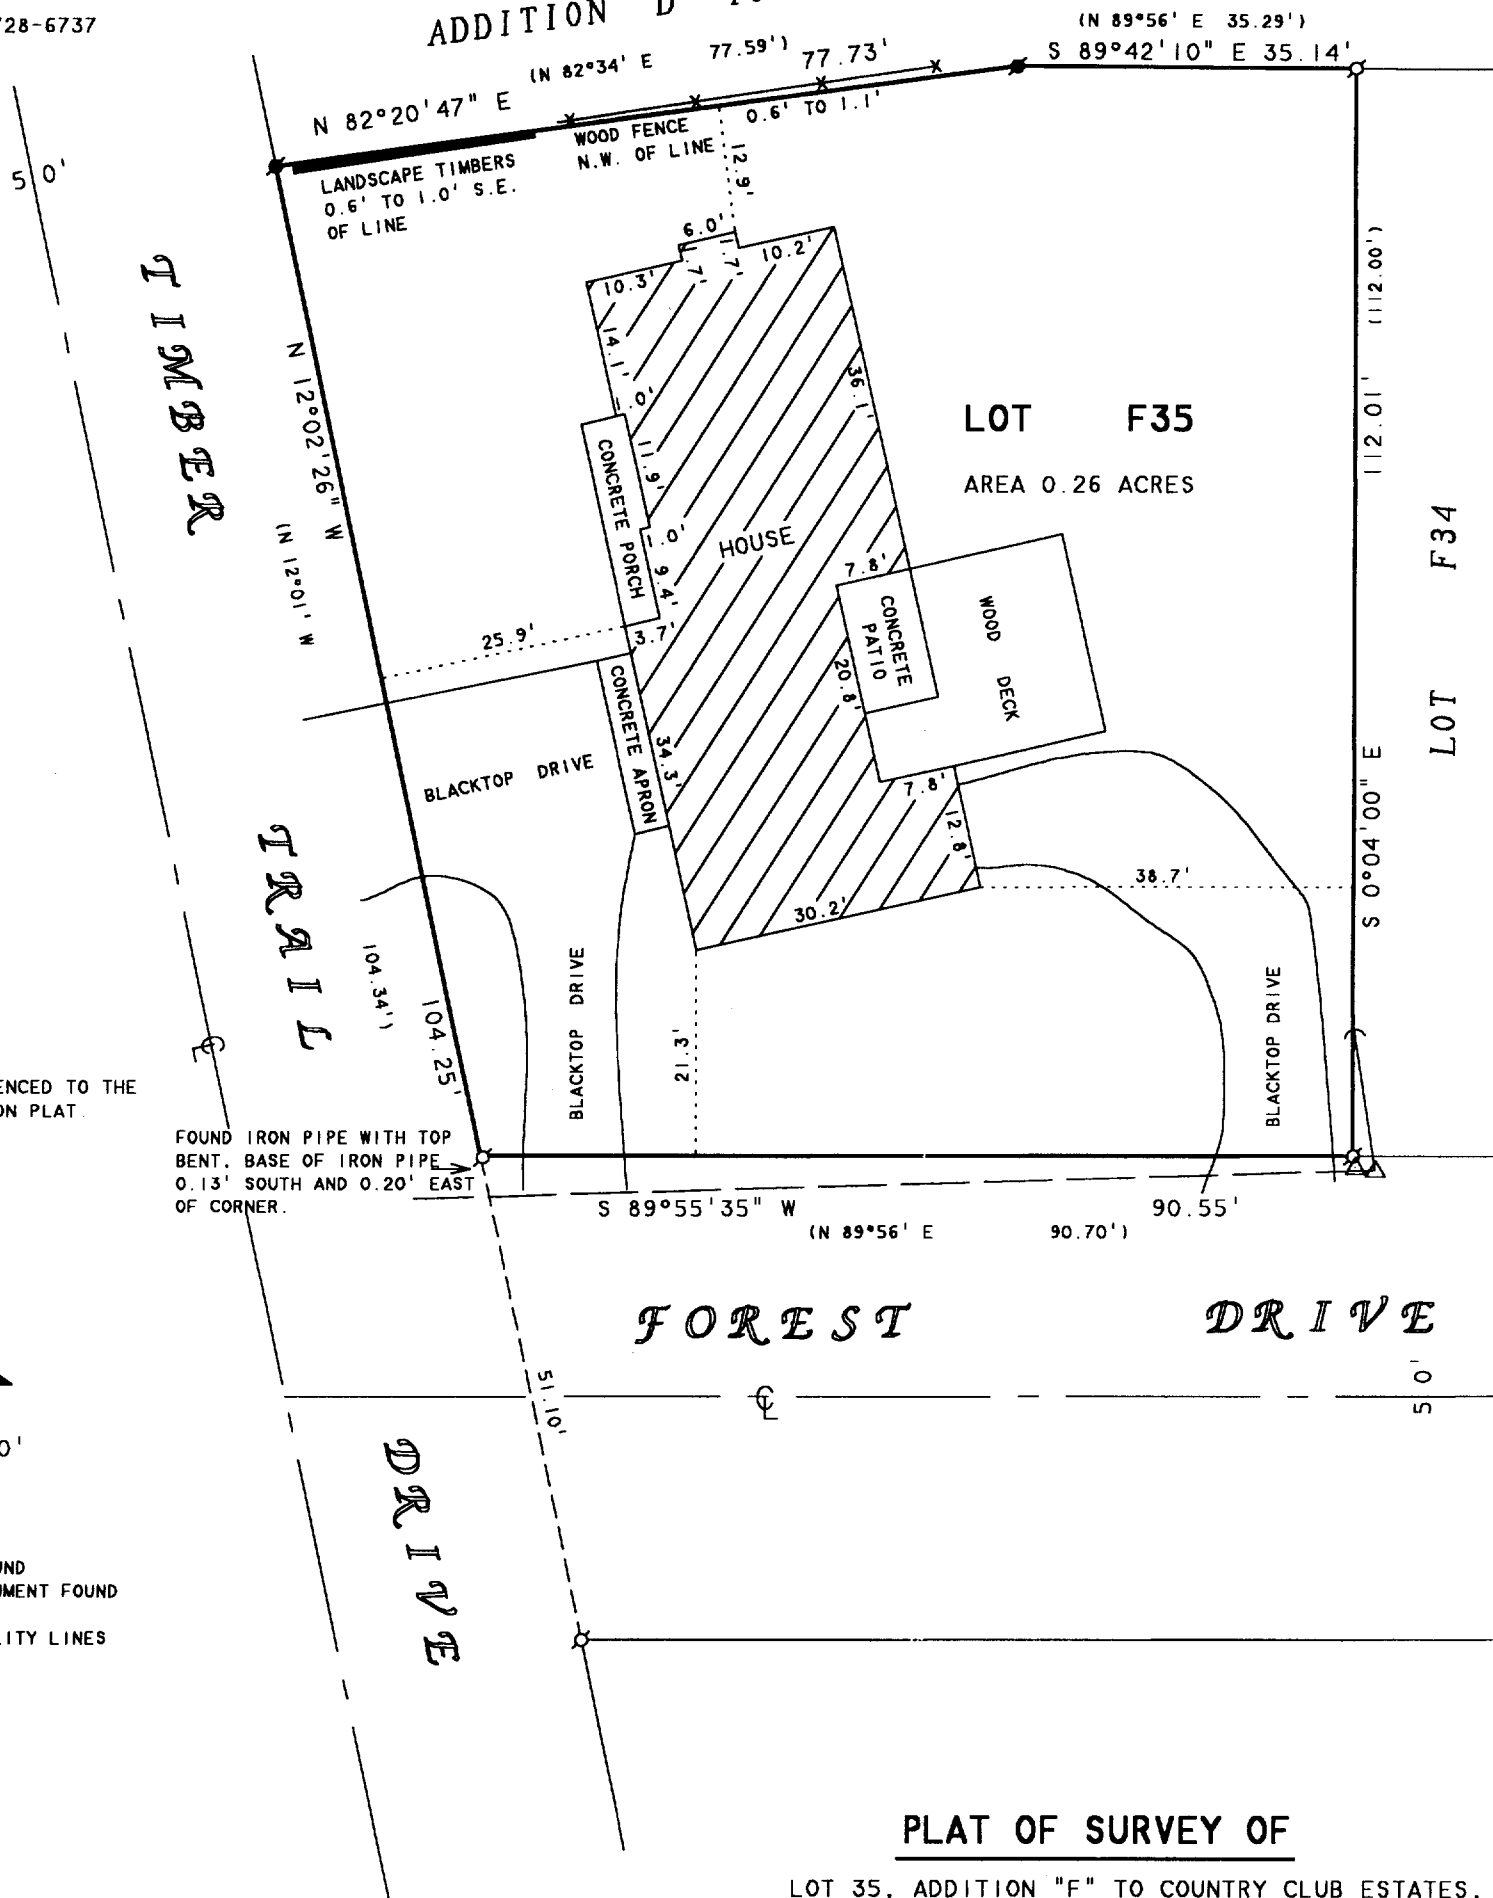 728-6737
ADDITION D
(N 82°34' E 77.59')
N 82°20'47" E 77.73'
(N 89°56' E 35.29')
S 89°42'10" E 35.14'
50'
LANDSCAPE TIMBERS
0.6' TO 1.0' S.E.
OF LINE
WOOD FENCE
N.W. OF LINE
0.6' TO 1.1'
12.9'
6.0'
1.7'
1.7'
10.3'
10.2'
14.1'
1.0'
36.1'
11.9'
1.0'
9.4'
3.7'
34.3'
CONCRETE PORCH
HOUSE
LOT F35
AREA 0.26 ACRES
(112.00')
112.01'
S 0°04'00" E
LOT F34
TIMBER
TRAIL
DRIVE
N 12°02'26" W
(N 12°01' W
104.34')
104.25'
25.9'
7.8'
CONCRETE
PATIO
WOOD DECK
20.8'
7.8'
12.8'
CONCRETE APRON
BLACKTOP DRIVE
38.7'
30.2'
21.3'
BLACKTOP DRIVE
BLACKTOP DRIVE
ENCED TO THE
ON PLAT.
FOUND IRON PIPE WITH TOP
BENT. BASE OF IRON PIPE
0.13' SOUTH AND 0.20' EAST
OF CORNER.
S 89°55'35" W 90.55'
(N 89°56' E 90.70')
FOREST DRIVE
51.10'
50'
0'
UND
UMENT FOUND
LITY LINES
PLAT OF SURVEY OF
LOT 35, ADDITION "F" TO COUNTRY CLUB ESTATES.